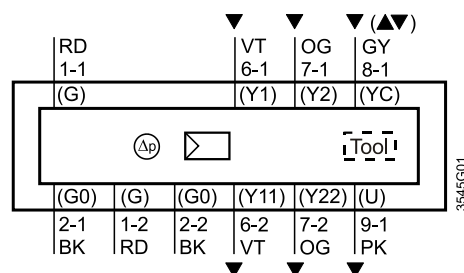 (▲▼)
RD VT OG GY
1-1 6-1 7-1 8-1
(G) (Y1) (Y2) (YC)
Δp Tool
(G0) (G) (G0) (Y11) (Y22) (U)
2-1 1-2 2-2 6-2 7-2 9-1
BK RD BK VT OG PK
3545G01